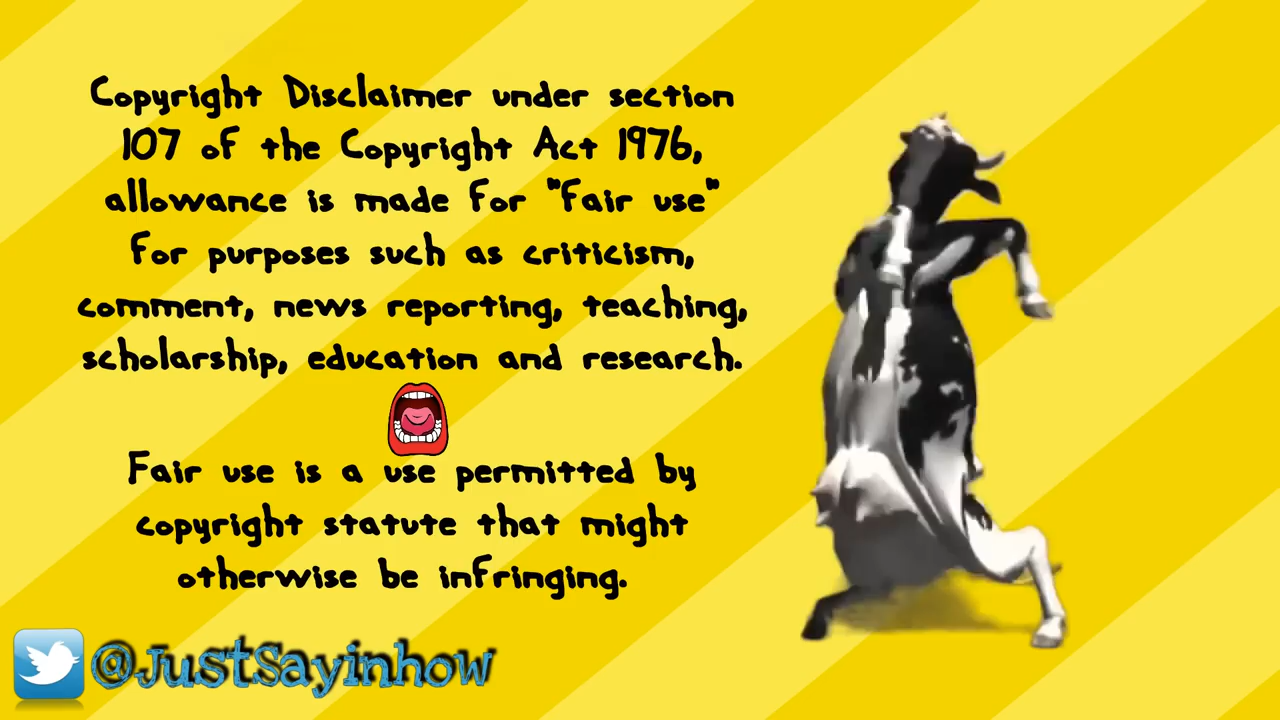 Copyright Disclaimer under section
107 of the Copyright Act 1976,
allowance is made for "Fair use"
for purposes such as criticism,
comment, news reporting, teaching,
scholarship, education and research.
Fair use is a use permitted by
copyright statute that might
otherwise be infringing.
@JustSayinhow